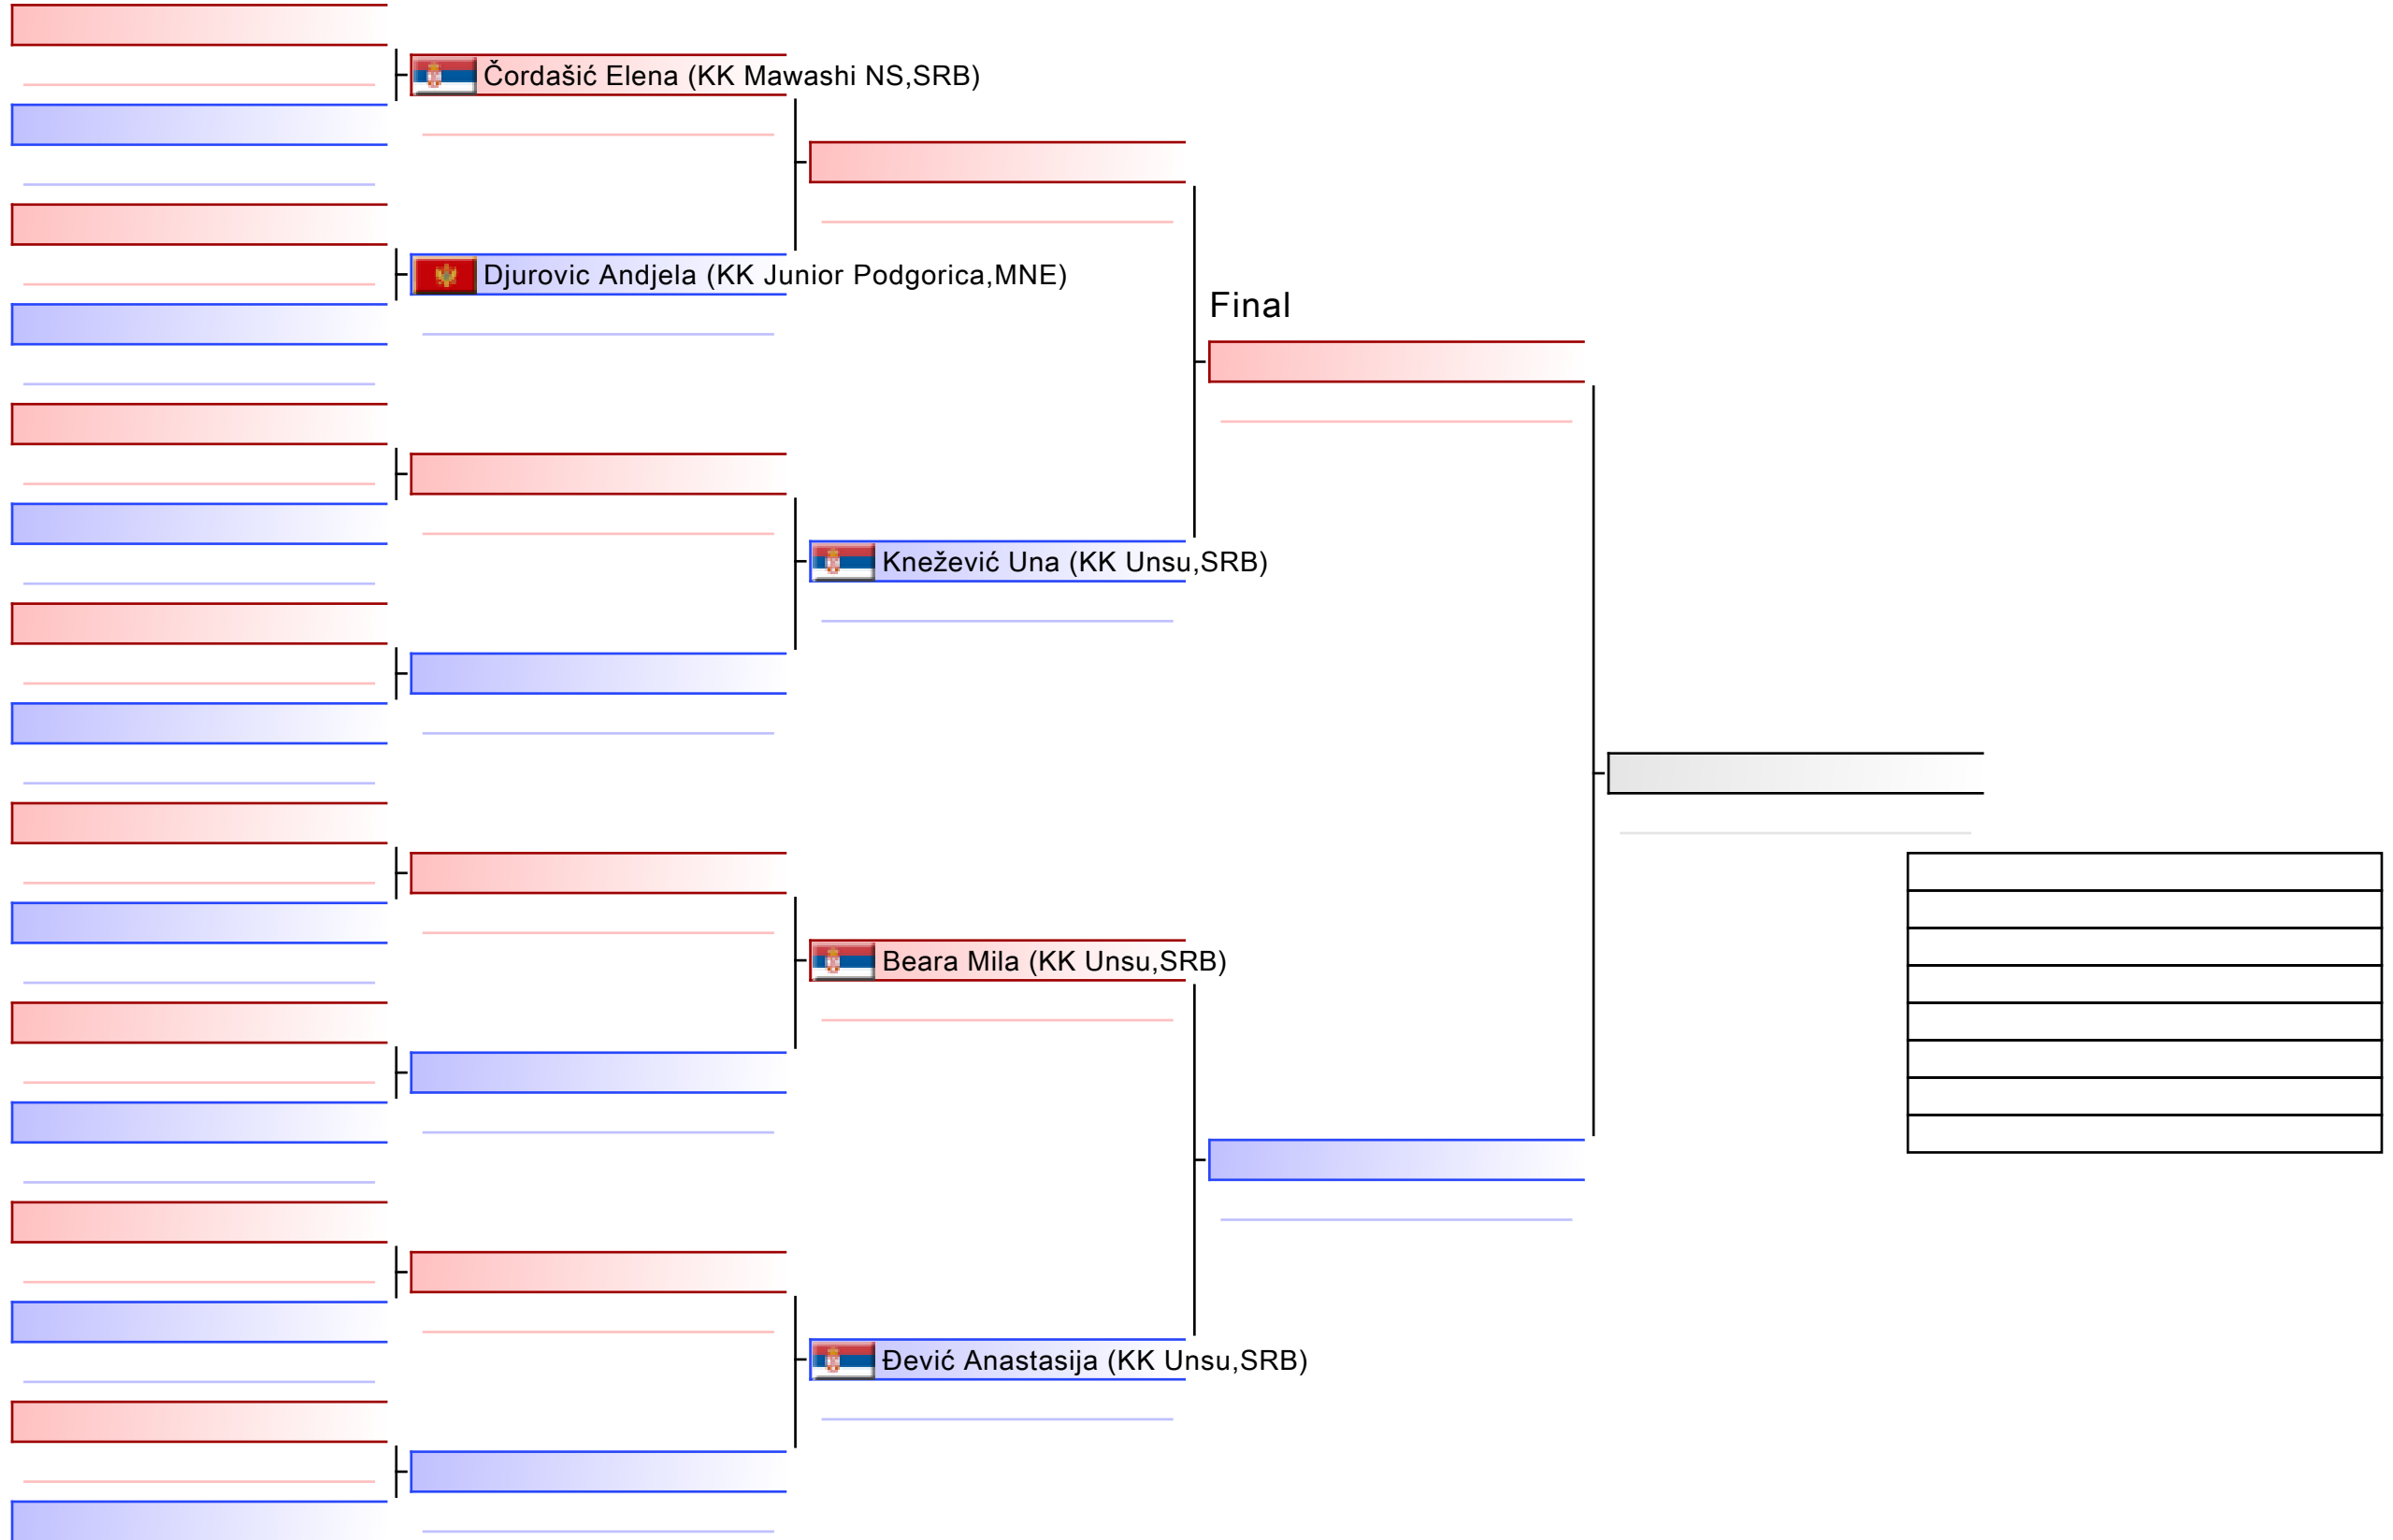 Čordašić Elena (KK Mawashi NS,SRB)
Djurovic Andjela (KK Junior Podgorica,MNE)
Final
Knežević Una (KK Unsu,SRB)
Beara Mila (KK Unsu,SRB)
Đević Anastasija (KK Unsu,SRB)